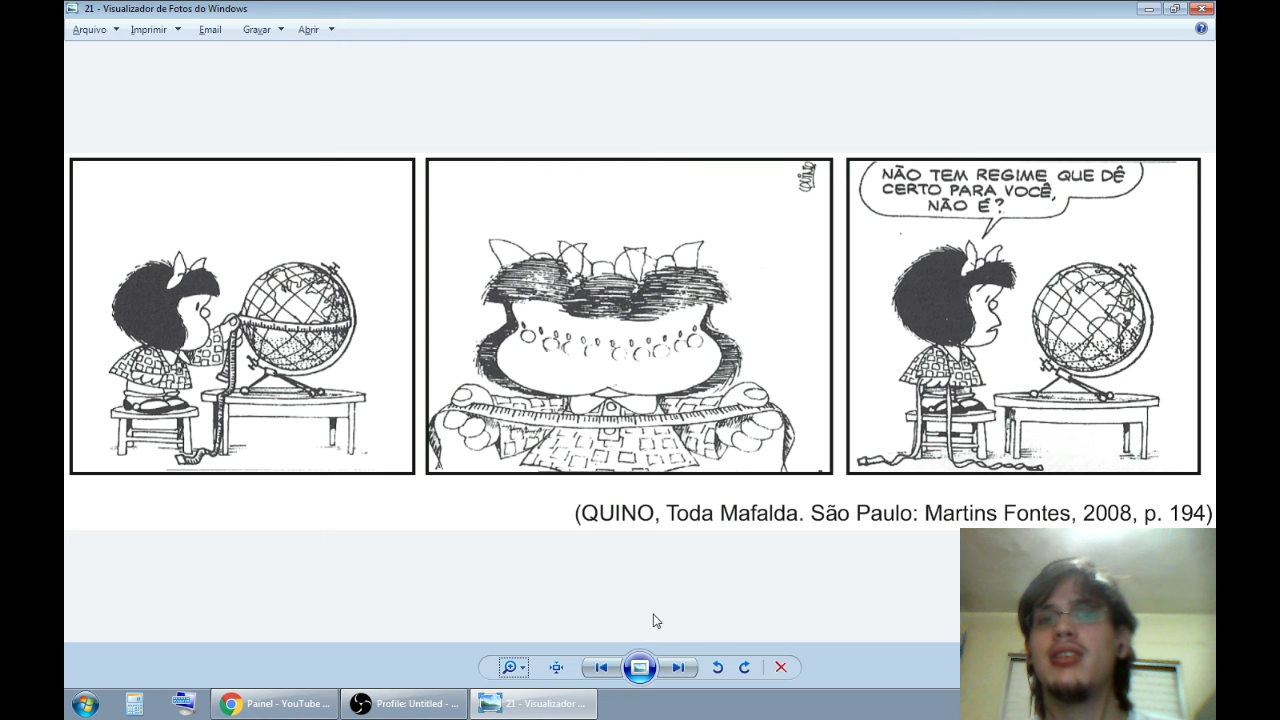 21 - Visualizador de Fotos do Windows
Arquivo Imprimir Email Gravar Abrir
QUINO
NÃO TEM REGIME QUE DÊ
CERTO PARA VOCÊ,
NÃO É?
(QUINO, Toda Mafalda. São Paulo: Martins Fontes, 2008, p. 194)
Painel - YouTube ...
Profile: Untitled - ...
21 - Visualizador ...